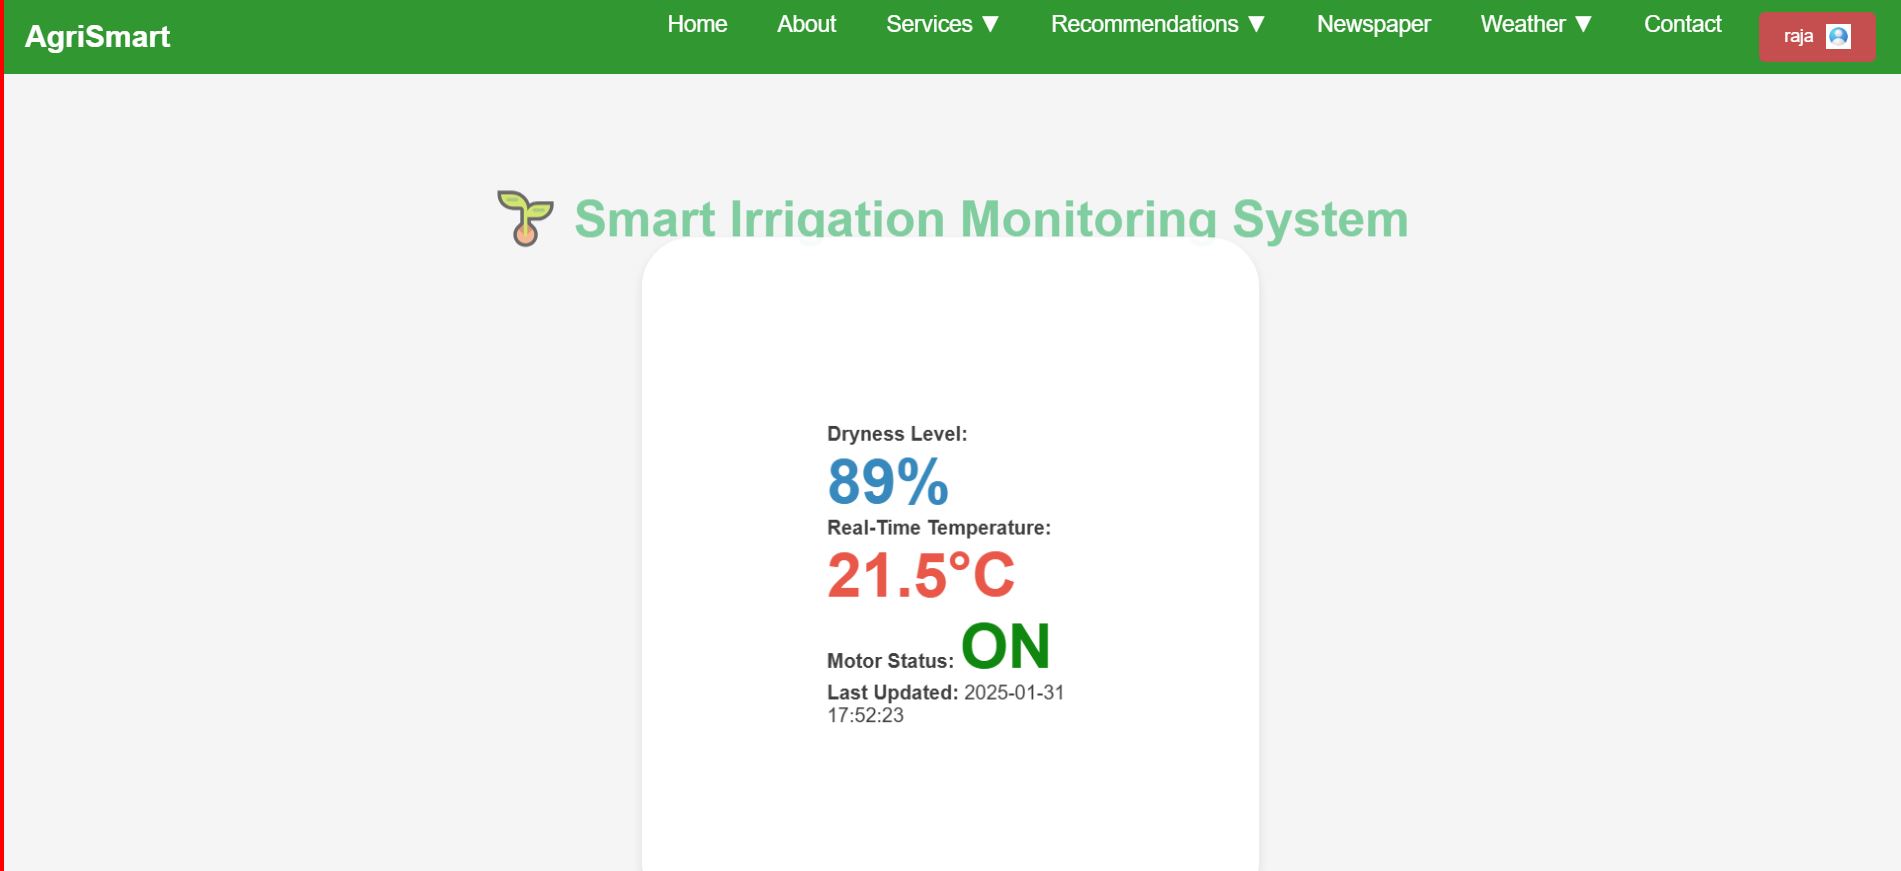 AgriSmart
Home About Services ▼ Recommendations ▼ Newspaper Weather ▼ Contact raja
Smart Irrigation Monitoring System
Dryness Level:
89%
Real-Time Temperature:
21.5°C
Motor Status: ON
Last Updated: 2025-01-31
17:52:23